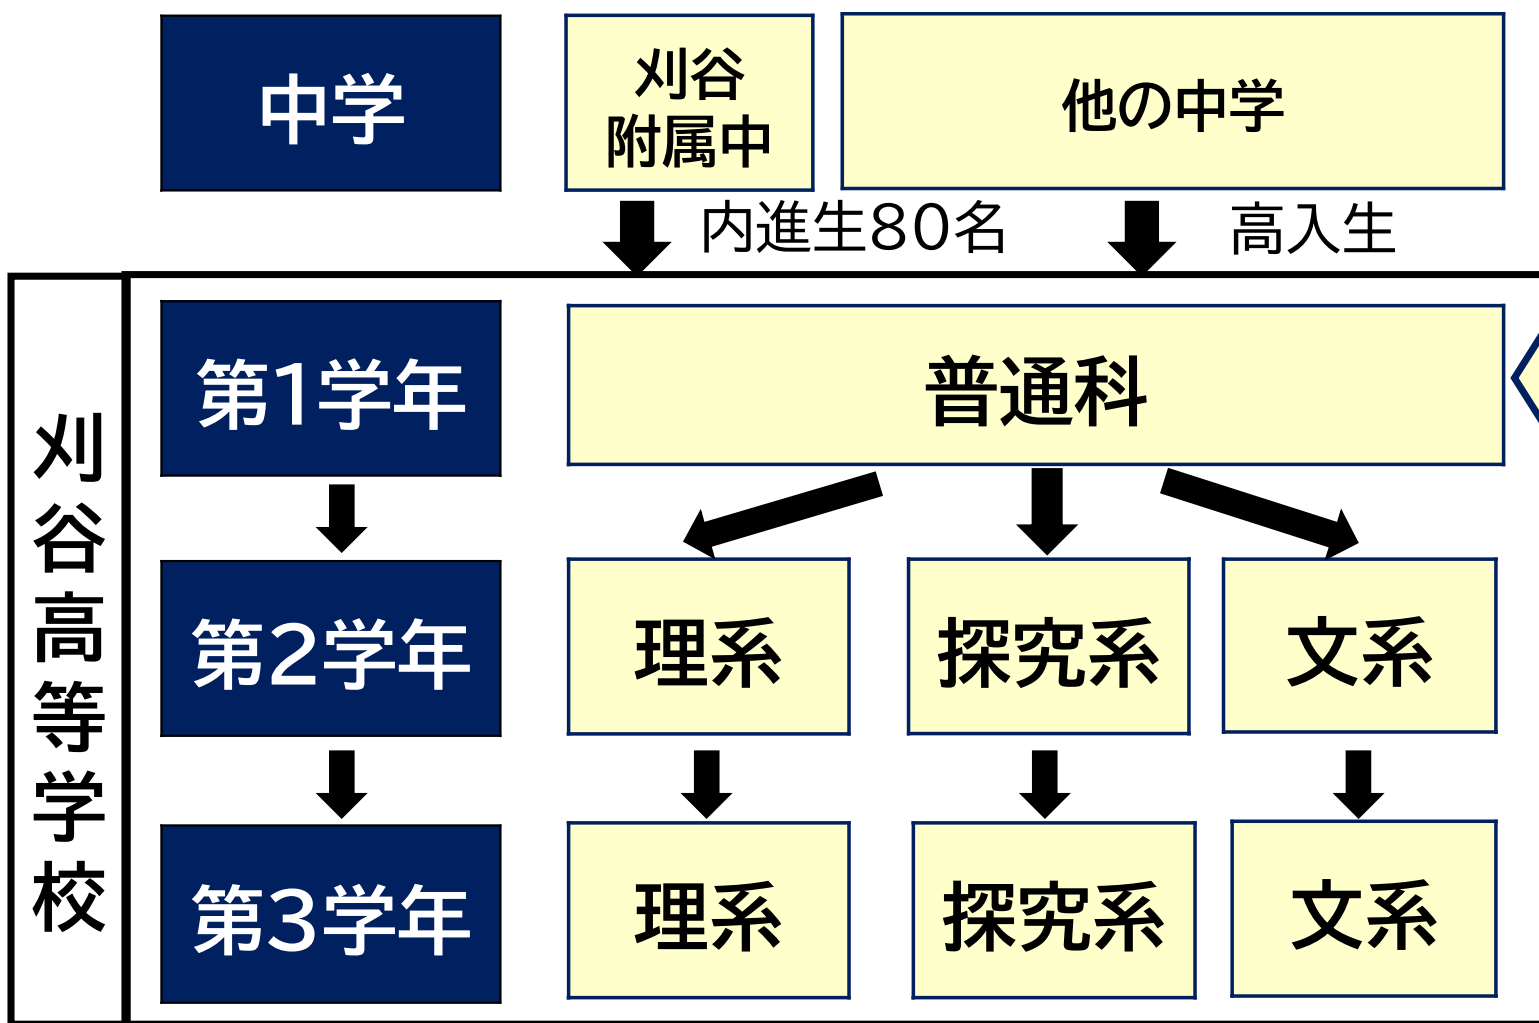 中学
刈谷
附属中
他の中学
内進生80名
高入生
刈谷高等学校
第1学年
普通科
第2学年
理系
探究系
文系
第3学年
理系
探究系
文系